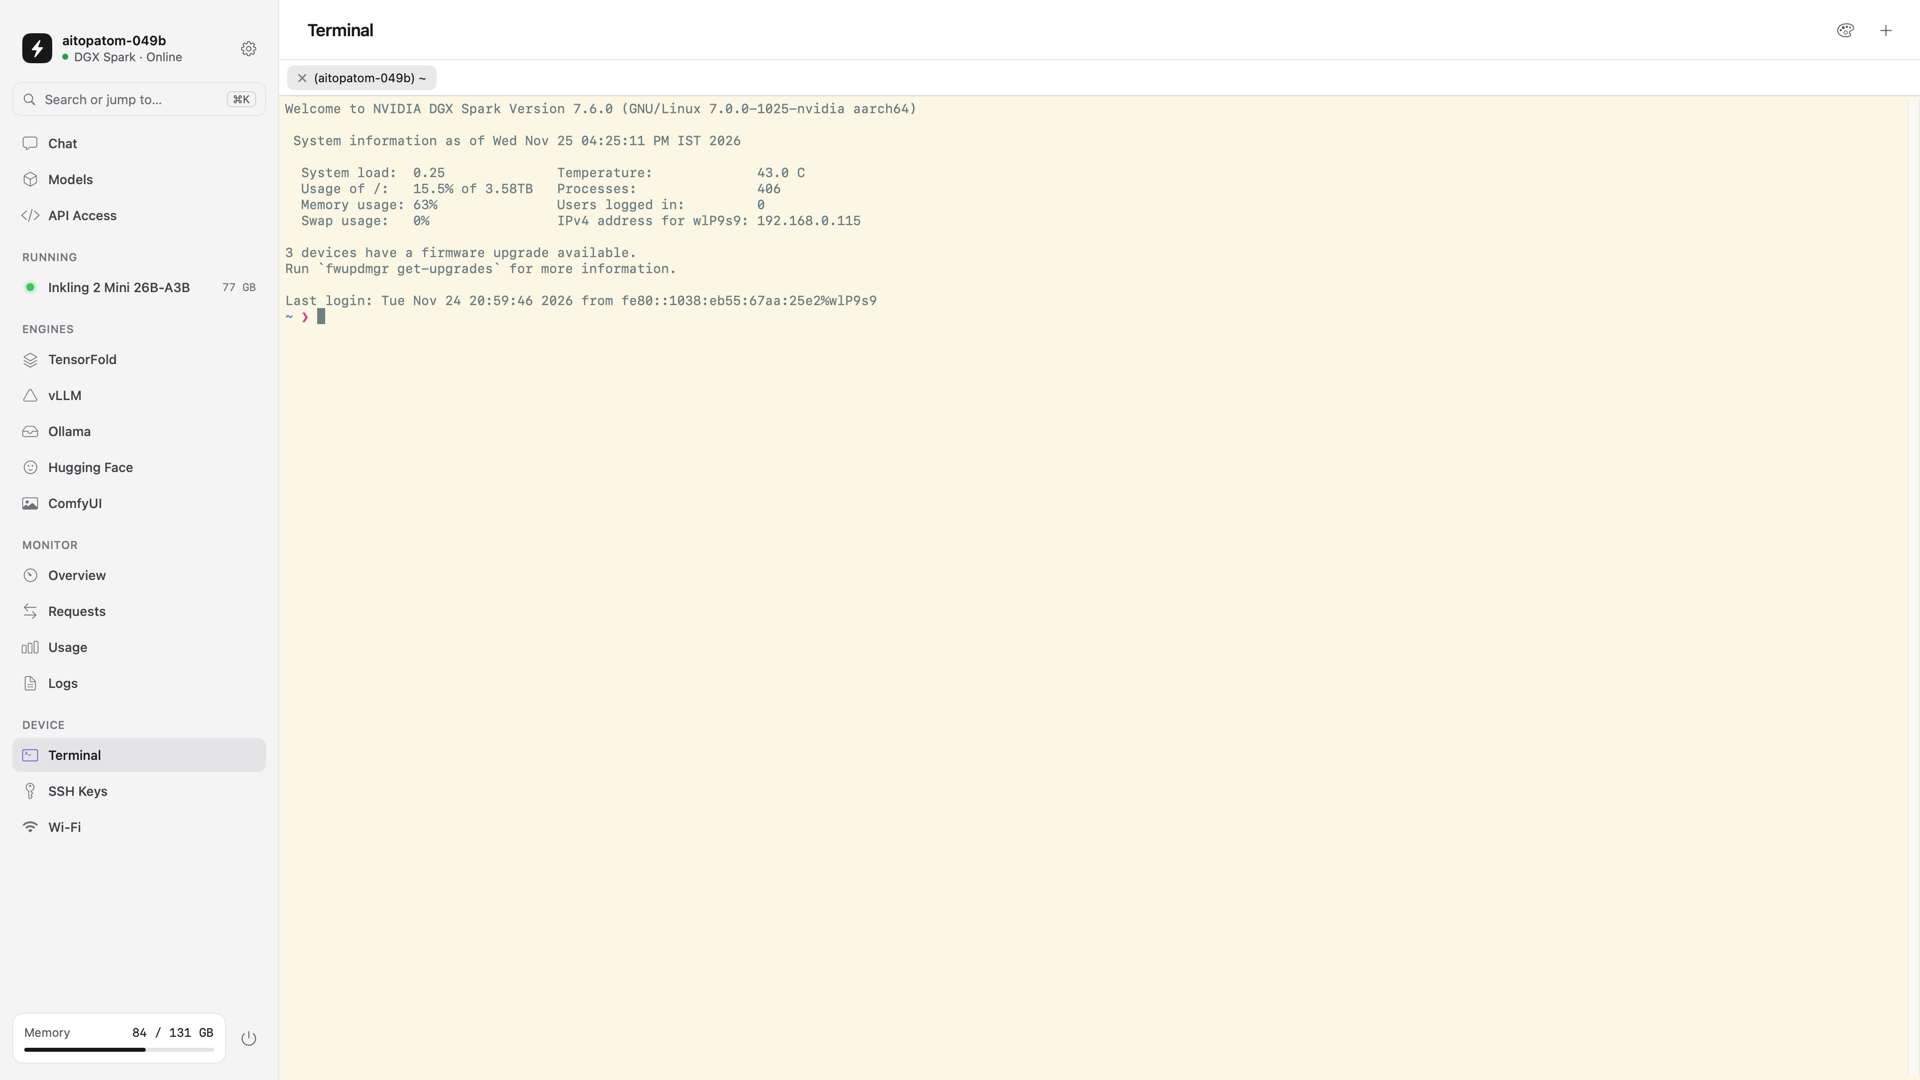 aitopatom-049b
DGX Spark · Online
Search or jump to...
⌘K
Chat
Models
API Access
RUNNING
Inkling 2 Mini 26B-A3B 77 GB
ENGINES
TensorFold
vLLM
Ollama
Hugging Face
ComfyUI
MONITOR
Overview
Requests
Usage
Logs
DEVICE
Terminal
SSH Keys
Wi-Fi
Memory 84 / 131 GB
Terminal
(aitopatom-049b) ~
Welcome to NVIDIA DGX Spark Version 7.6.0 (GNU/Linux 7.0.0-1025-nvidia aarch64)
System information as of Wed Nov 25 04:25:11 PM IST 2026
System load: 0.25 Temperature: 43.0 C
Usage of /: 15.5% of 3.58TB Processes: 406
Memory usage: 63% Users logged in: 0
Swap usage: 0% IPv4 address for wlP9s9: 192.168.0.115
3 devices have a firmware upgrade available.
Run `fwupdmgr get-upgrades` for more information.
Last login: Tue Nov 24 20:59:46 2026 from fe80::1038:eb55:67aa:25e2%wlP9s9
~ ❯